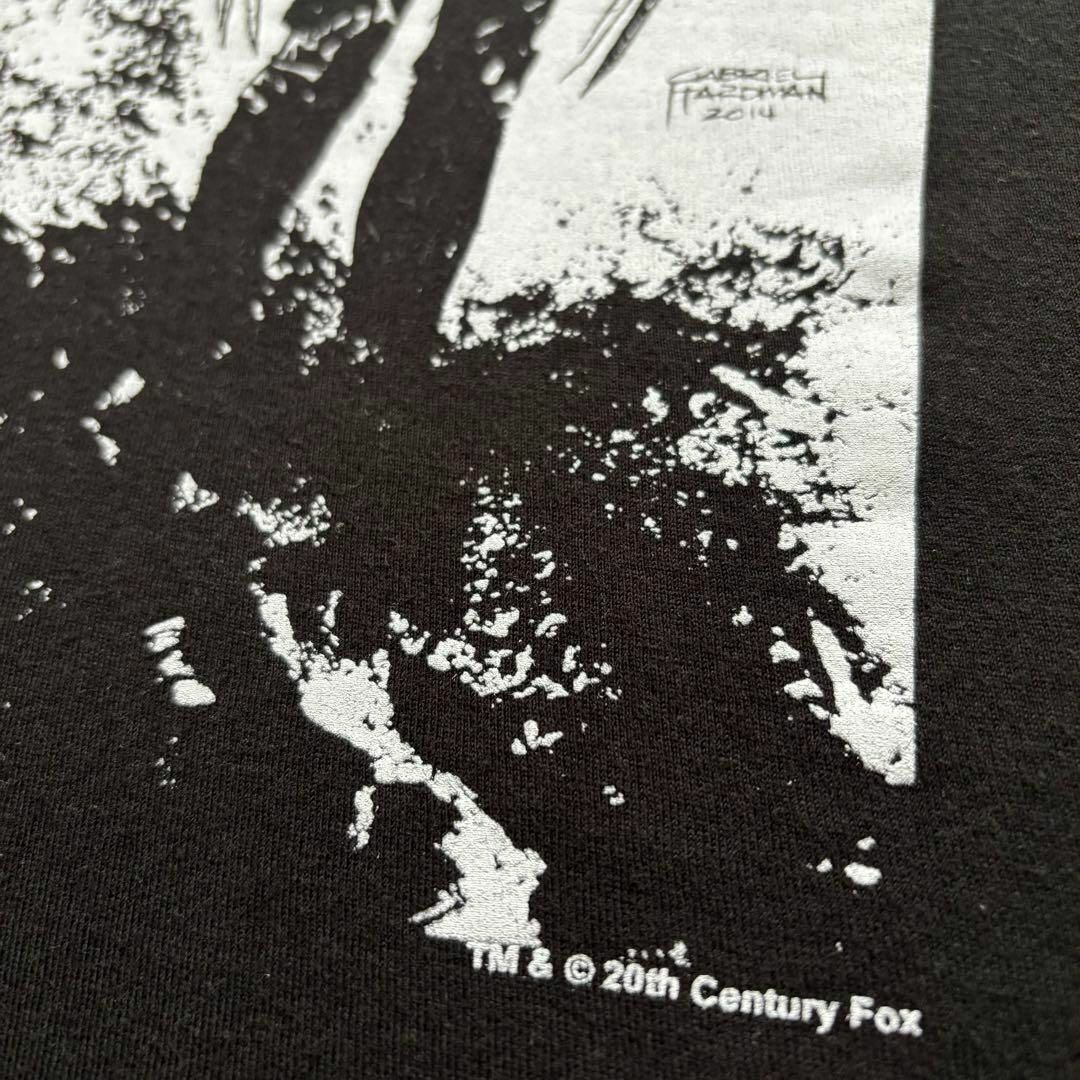 GABRIEL
HARDMAN
2014
TM & © 20th Century Fox